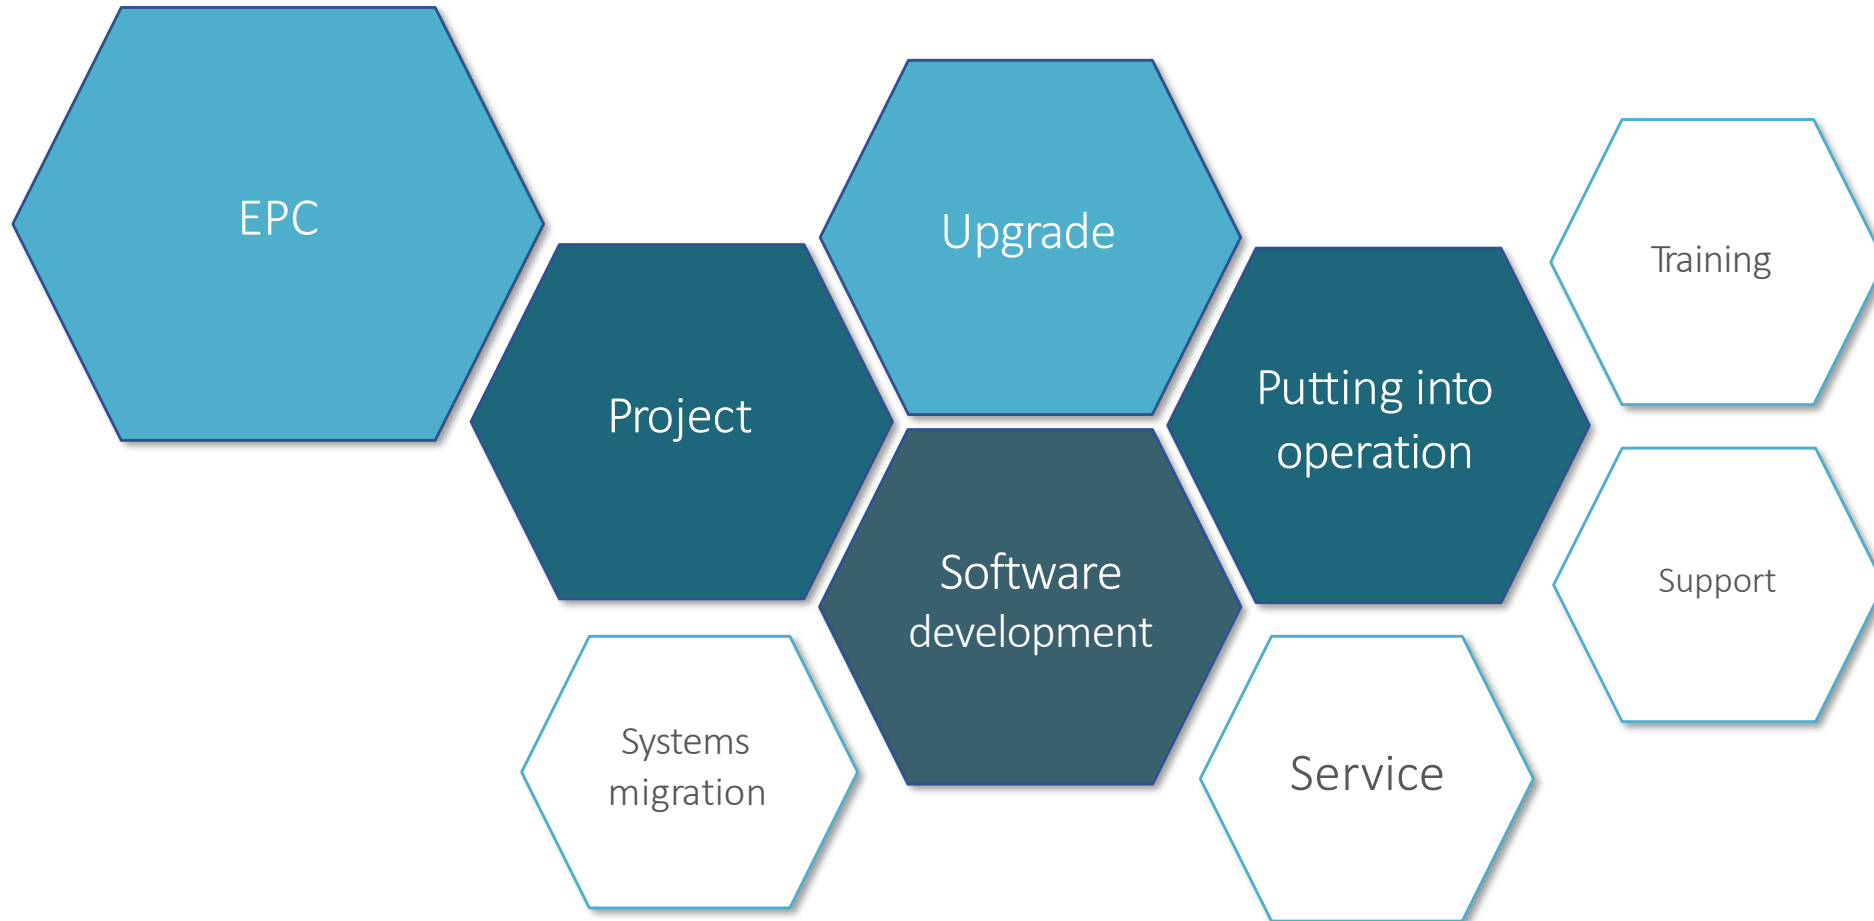 EPC
Upgrade
Training
Project
Putting into
operation
Software
development
Support
Systems
migration
Service